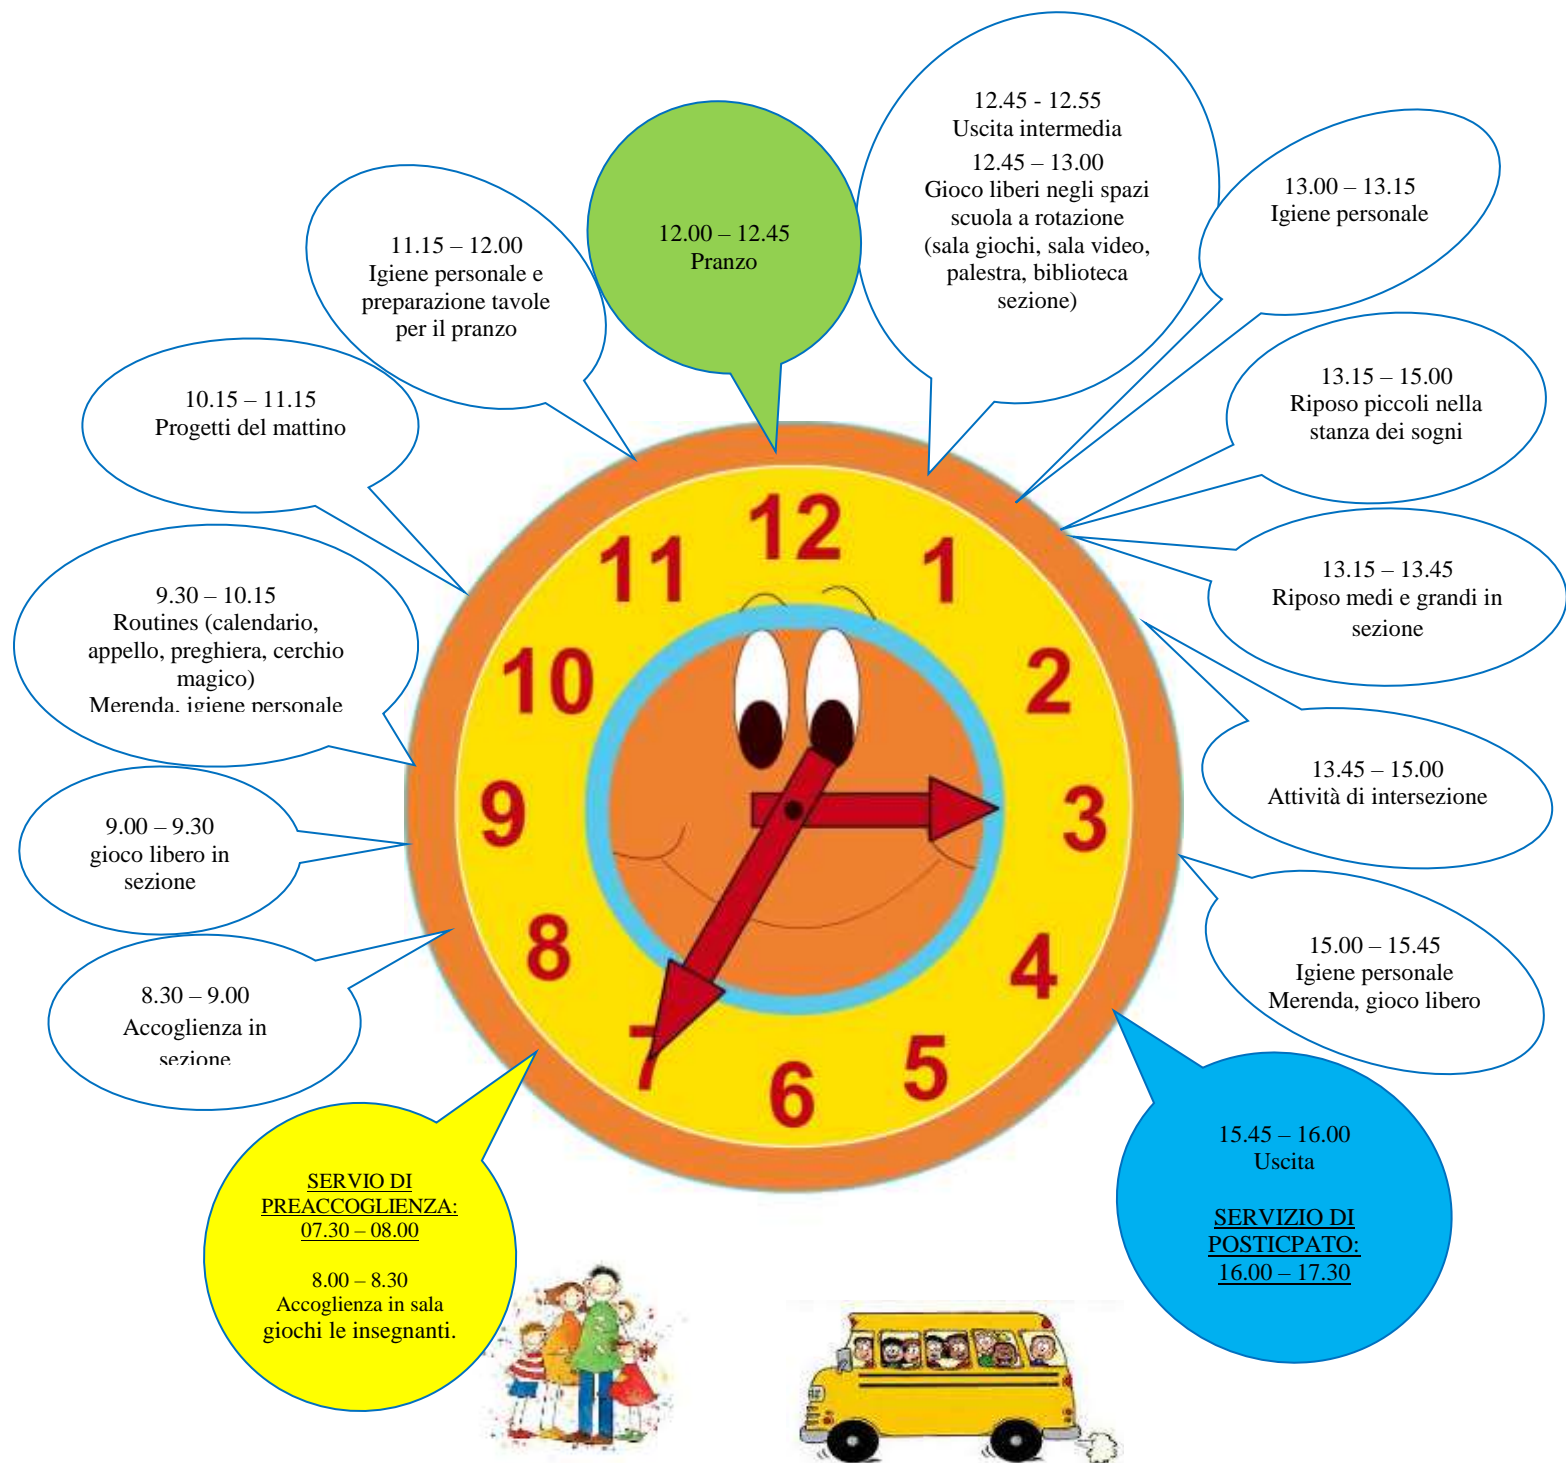 12.45 - 12.55
Uscita intermedia
12.45 – 13.00
Gioco liberi negli spazi
scuola a rotazione
(sala giochi, sala video,
palestra, biblioteca
sezione)
13.00 – 13.15
Igiene personale
12.00 – 12.45
Pranzo
11.15 – 12.00
Igiene personale e
preparazione tavole
per il pranzo
13.15 – 15.00
Riposo piccoli nella
stanza dei sogni
10.15 – 11.15
Progetti del mattino
13.15 – 13.45
Riposo medi e grandi in
sezione
9.30 – 10.15
Routines (calendario,
appello, preghiera, cerchio
magico)
Merenda, igiene personale
13.45 – 15.00
Attività di intersezione
9.00 – 9.30
gioco libero in
sezione
15.00 – 15.45
Igiene personale
Merenda, gioco libero
8.30 – 9.00
Accoglienza in
sezione
15.45 – 16.00
Uscita
SERVIZIO DI
POSTICPATO:
16.00 – 17.30
SERVIO DI
PREACCOGLIENZA:
07.30 – 08.00
8.00 – 8.30
Accoglienza in sala
giochi le insegnanti.
12
1
2
3
4
5
6
7
8
9
10
11